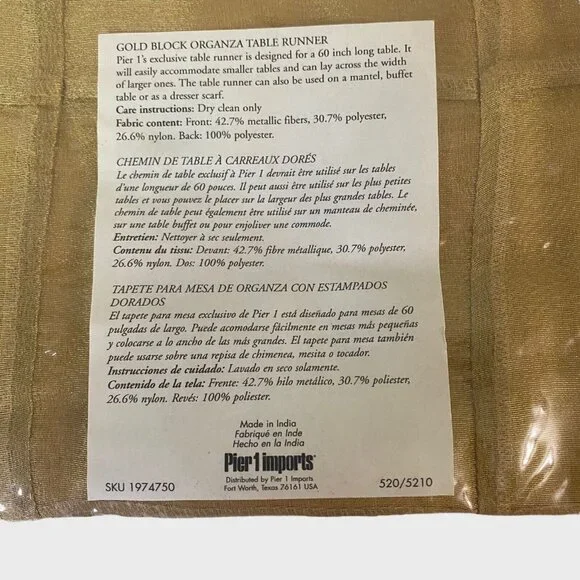 GOLD BLOCK ORGANZA TABLE RUNNER
Pier 1's exclusive table runner is designed for a 60 inch long table. It
will easily accommodate smaller tables and can lay across the width
of larger ones. The table runner can also be used on a mantel, buffet
table or as a dresser scarf.
Care instructions: Dry clean only
Fabric content: Front: 42.7% metallic fibers, 30.7% polyester,
26.6% nylon. Back: 100% polyester.
CHEMIN DE TABLE À CARREAUX DORÉS
Le chemin de table exclusif à Pier 1 devrait être utilisé sur les tables
d'une longueur de 60 pouces. Il peut aussi être utilisé sur les plus petites
tables et vous pouvez le placer sur la largeur des plus grandes tables. Le
chemin de table peut également être utilisé sur un manteau de cheminée,
sur une table buffet ou pour enjoliver une commode.
Entretien: Nettoyer à sec seulement.
Contenu du tissu: Devant: 42.7% fibre métallique, 30.7% polyester,
26.6% nylon. Dos: 100% polyester.
TAPETE PARA MESA DE ORGANZA CON ESTAMPADOS
DORADOS
El tapete para mesa exclusivo de Pier 1 está diseñado para mesas de 60
pulgadas de largo. Puede acomodarse fácilmente en mesas más pequeñas
y colocarse a lo ancho de las más grandes. El tapete para mesa también
puede usarse sobre una repisa de chimenea, mesita o tocador.
Instrucciones de cuidado: Lavado en seco solamente.
Contenido de la tela: Frente: 42.7% hilo metálico, 30.7% poliester,
26.6% nylon. Revés: 100% poliester.
Made in India
Fabriqué en Inde
Hecho en la India
Pier 1 imports®
Distributed by Pier 1 Imports
Fort Worth, Texas 76161 USA
SKU 1974750
520/5210